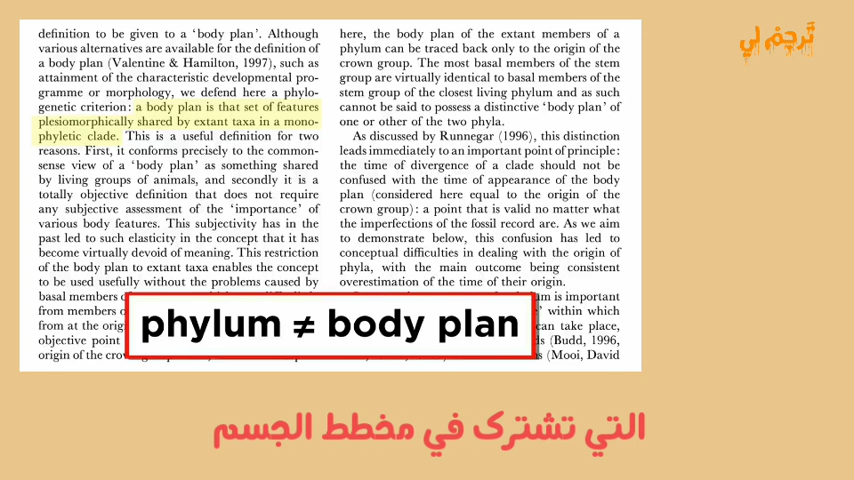 definition to be given to a 'body plan'. Although
various alternatives are available for the definition of
a body plan (Valentine & Hamilton, 1997), such as
attainment of the characteristic developmental pro-
gramme or morphology, we defend here a phylo-
genetic criterion: a body plan is that set of features
plesiomorphically shared by extant taxa in a mono-
phyletic clade. This is a useful definition for two
reasons. First, it conforms precisely to the common-
sense view of a 'body plan' as something shared
by living groups of animals, and secondly it is a
totally objective definition that does not require
any subjective assessment of the 'importance' of
various body features. This subjectivity has in the
past led to such elasticity in the concept that it has
become virtually devoid of meaning. This restriction
of the body plan to extant taxa enables the concept
to be used usefully without the problems caused by
basal members
from members
from at the
objective point
origin of the
here, the body plan of the extant members of a
phylum can be traced back only to the origin of the
crown group. The most basal members of the stem
group are virtually identical to basal members of the
stem group of the closest living phylum and as such
cannot be said to possess a distinctive 'body plan' of
one or other of the two phyla.
As discussed by Runnegar (1996), this distinction
leads immediately to an important point of principle:
the time of divergence of a clade should not be
confused with the time of appearance of the body
plan (considered here equal to the origin of the
crown group): a point that is valid no matter what
the imperfections of the fossil record are. As we aim
to demonstrate below, this confusion has led to
conceptual difficulties in dealing with the origin of
phyla, with the main outcome being consistent
overestimation of the time of their origin.
is important
within which
can take place,
(Budd, 1996,
(Mooi, David
phylum ≠ body plan
تَرجِمْ لي
التي تشترك في مخطط الجسم